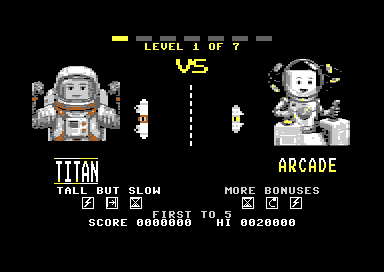 LEVEL 1 OF 7
VS
TITAN
ARCADE
TALL BUT SLOW
MORE BONUSES
FIRST TO 5
SCORE 0000000 HI 0020000